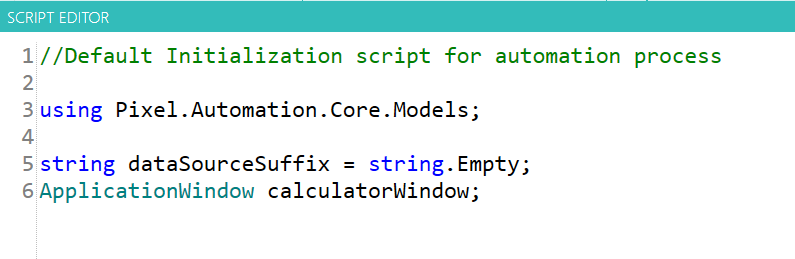 SCRIPT EDITOR
1 //Default Initialization script for automation process
2
3 using Pixel.Automation.Core.Models;
4
5 string dataSourceSuffix = string.Empty;
6 ApplicationWindow calculatorWindow;